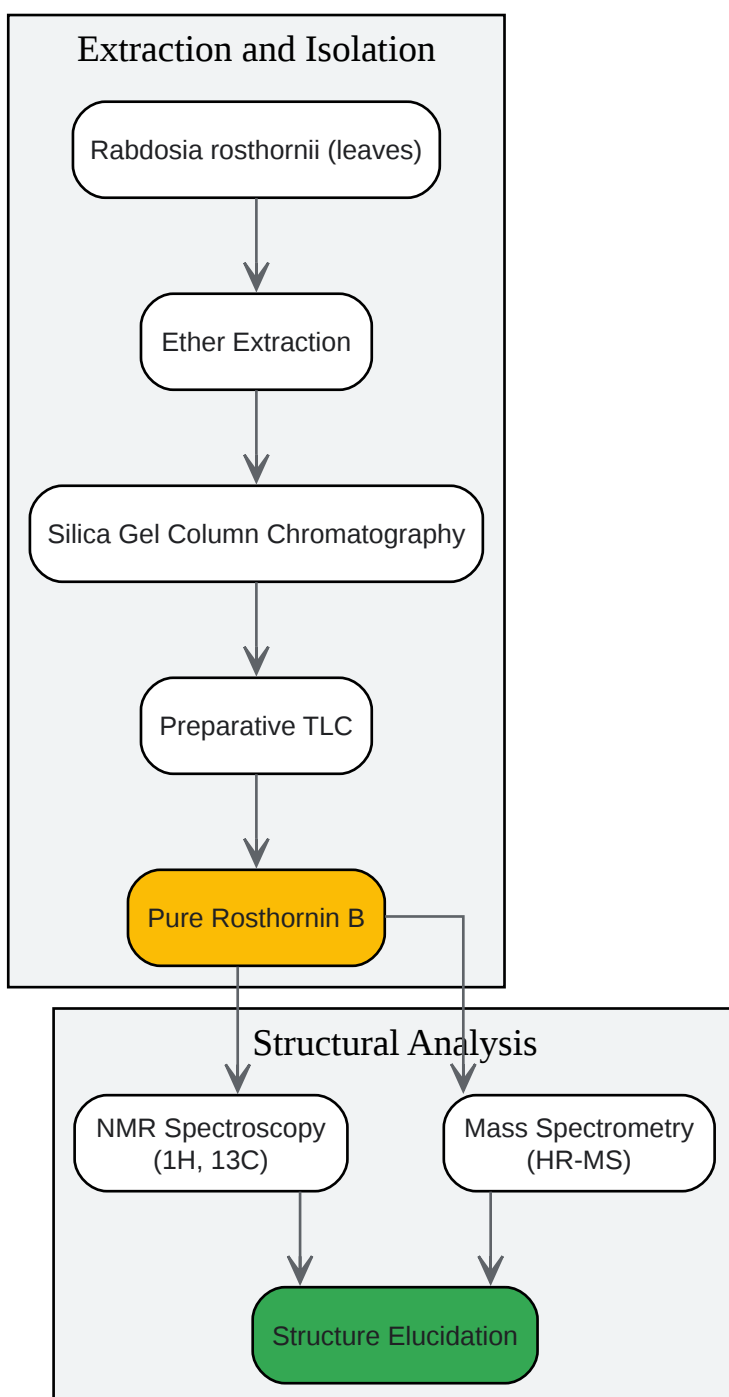 Extraction and Isolation
Rabdosia rosthornii (leaves)
Ether Extraction
Silica Gel Column Chromatography
Preparative TLC
Pure Rosthornin B
Structural Analysis
NMR Spectroscopy
(1H, 13C)
Mass Spectrometry
(HR-MS)
Structure Elucidation